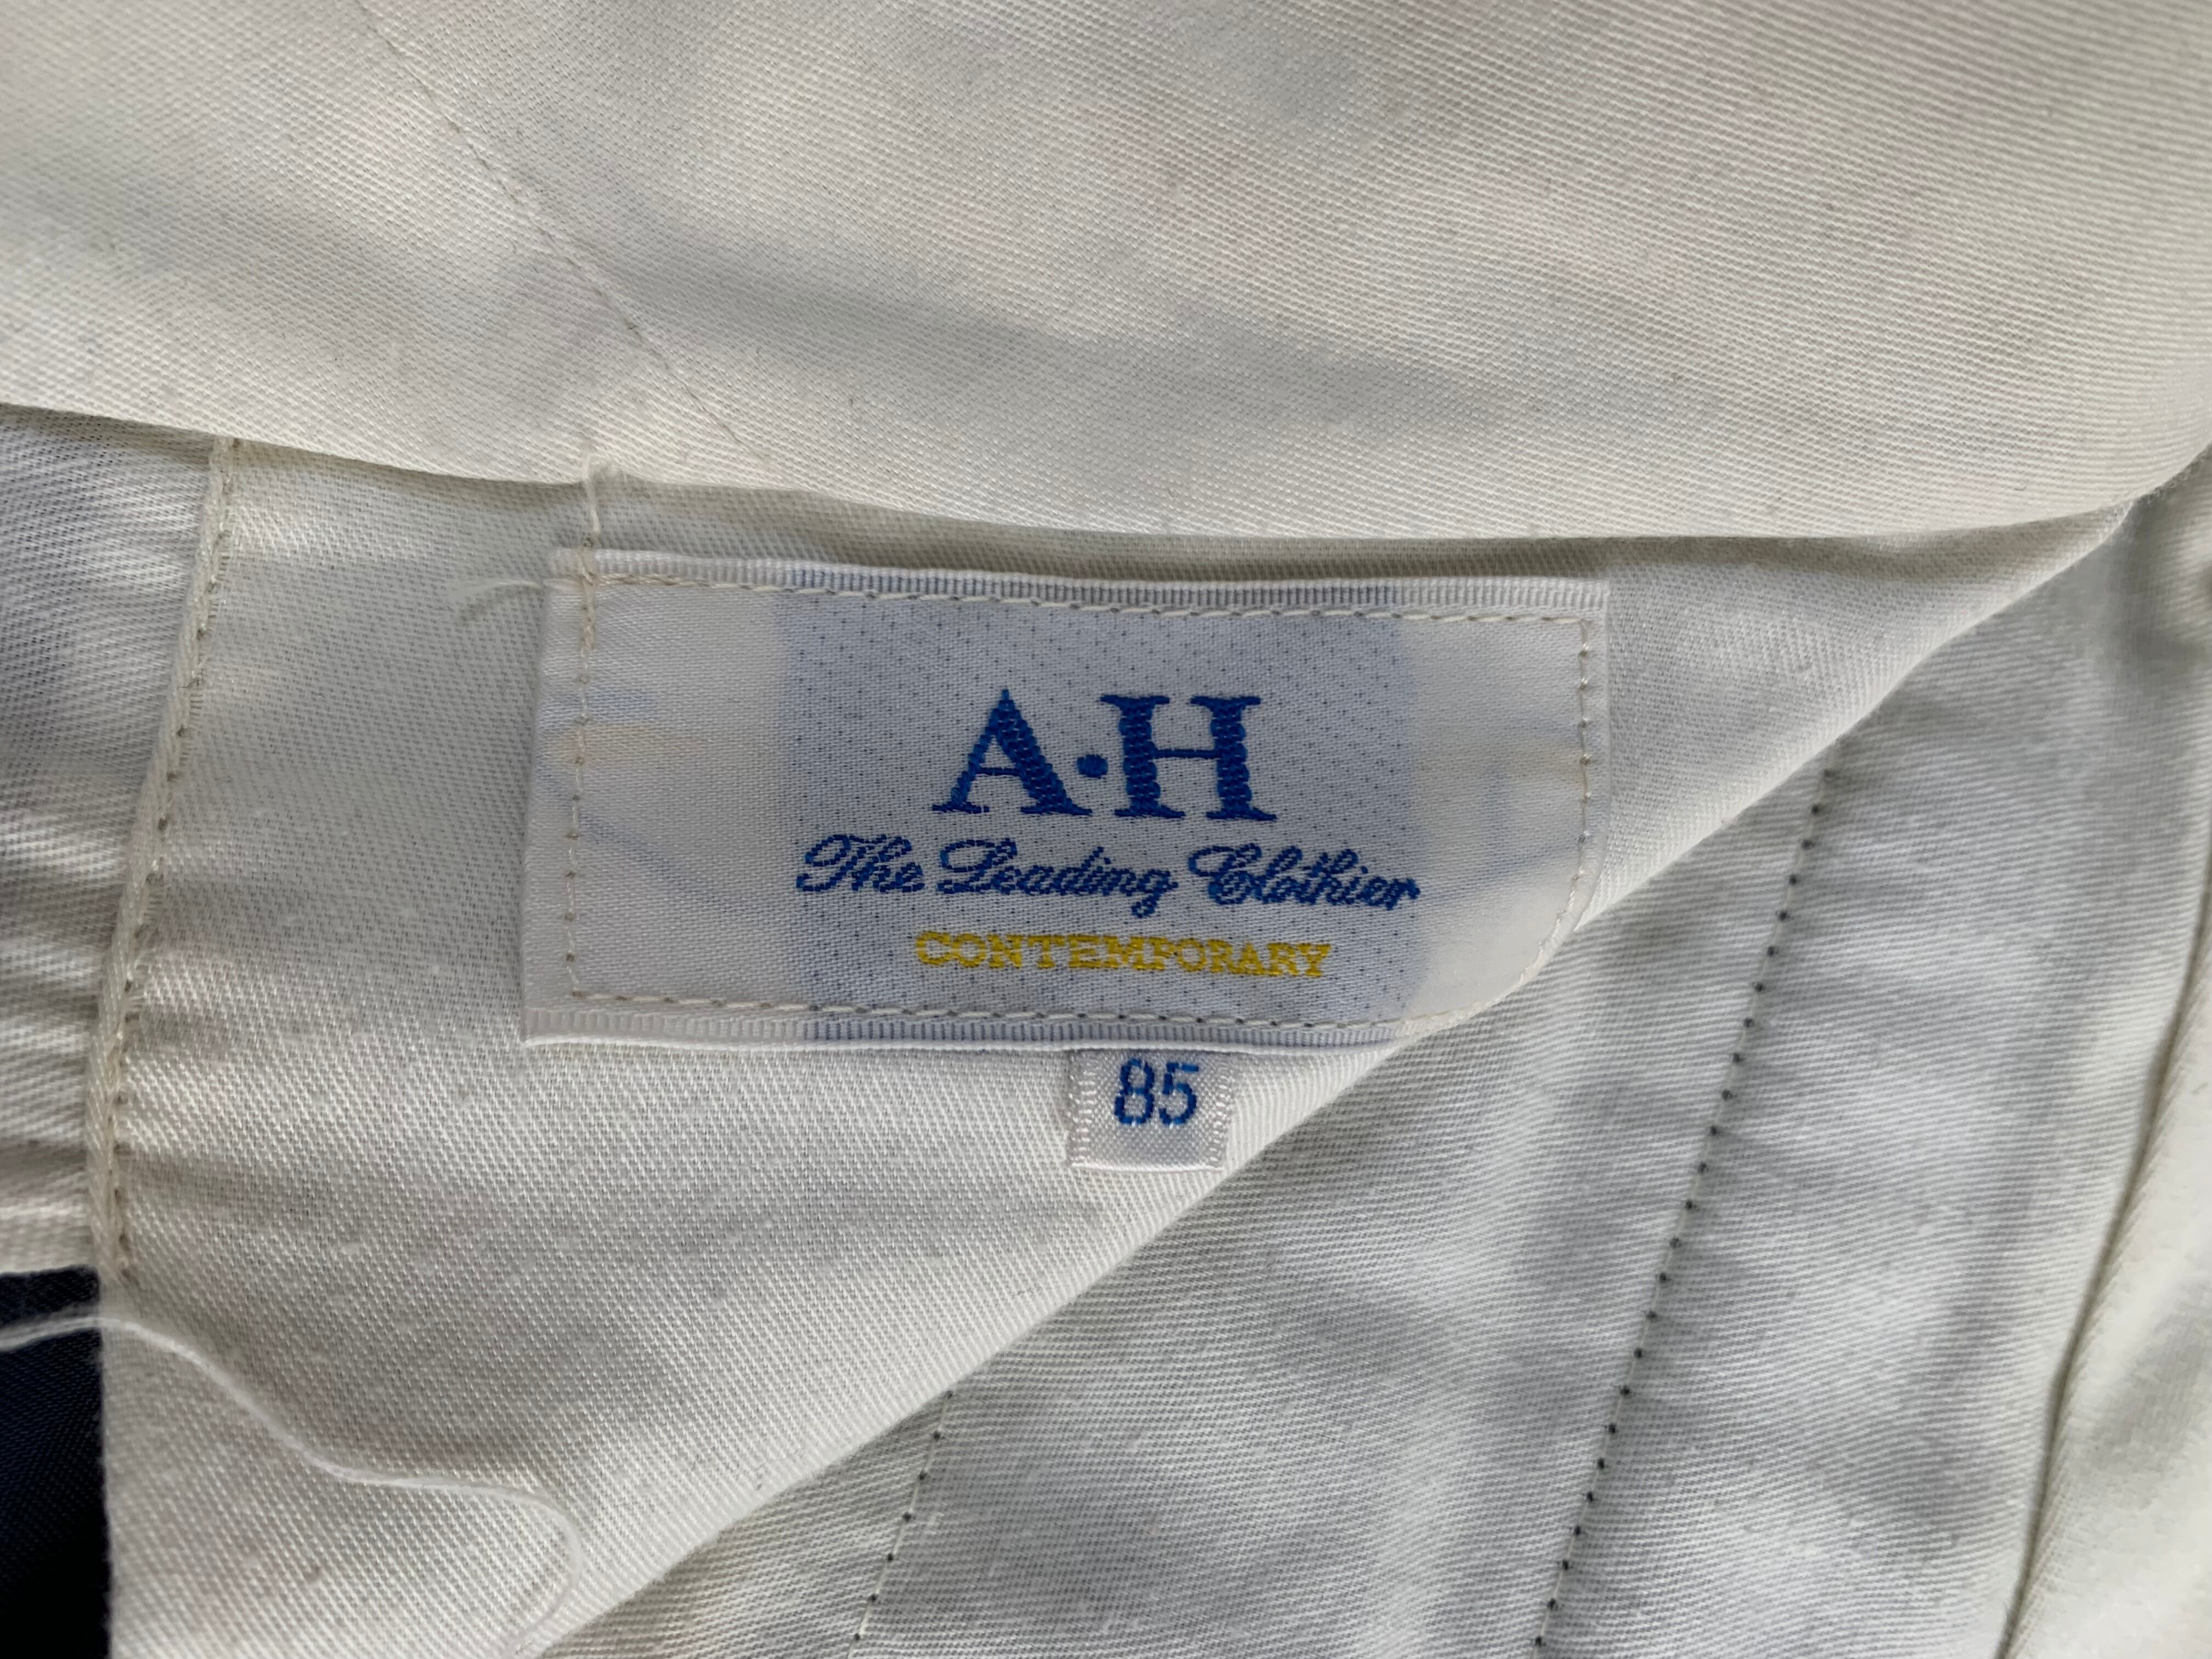 A·H
The Leading Clothier
CONTEMPORARY
85